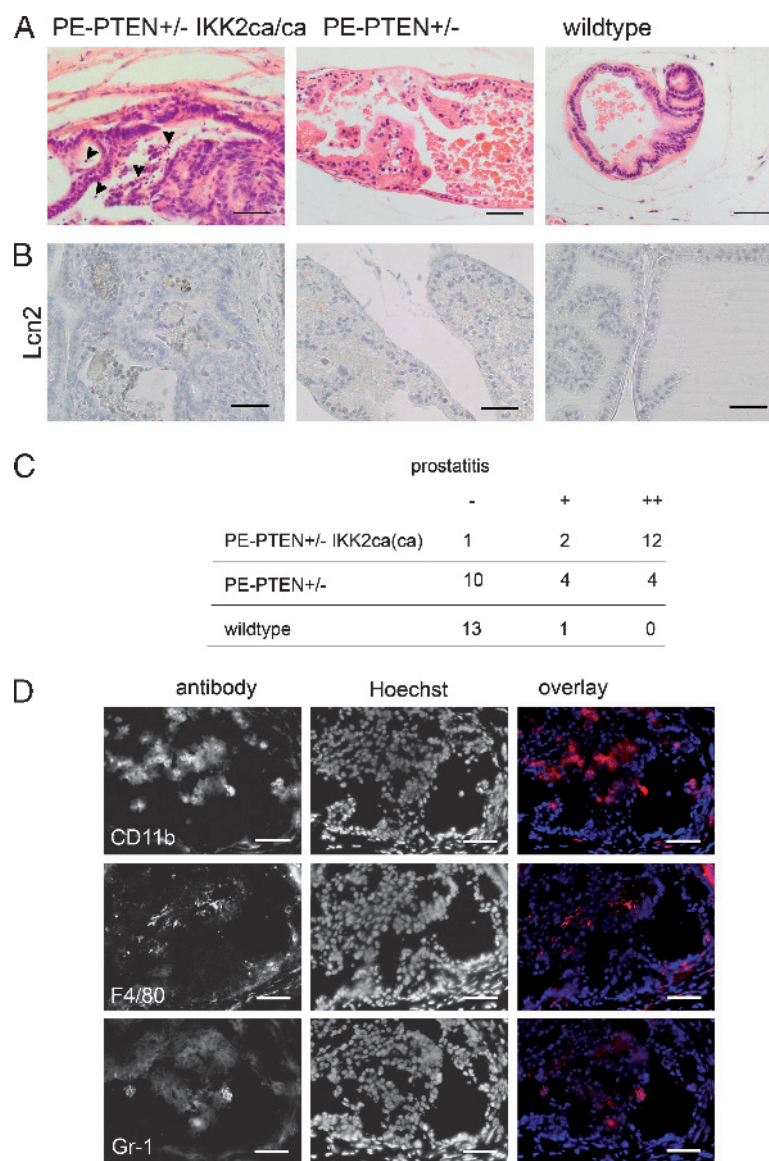 A PE-PTEN+/- IKK2ca/ca PE-PTEN+/- wildtype
B
Lcn2
C
prostatitis
- + ++
PE-PTEN+/- IKK2ca(ca) 1 2 12
PE-PTEN+/- 10 4 4
wildtype 13 1 0
D antibody Hoechst overlay
CD11b
F4/80
Gr-1